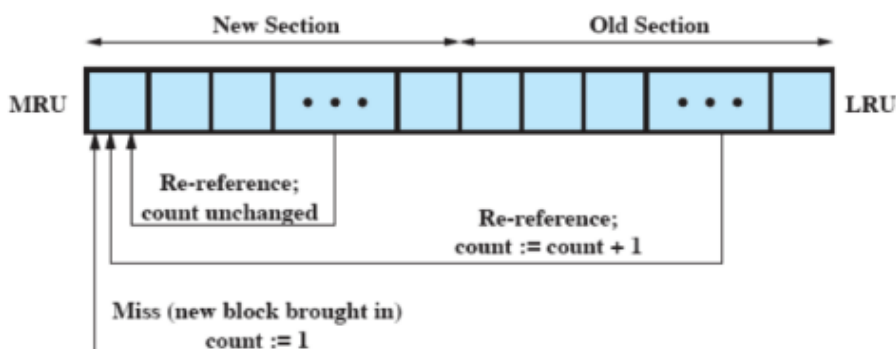 New Section Old Section
MRU • • • • • • LRU
Re-reference;
count unchanged
Re-reference;
count := count + 1
Miss (new block brought in)
count := 1